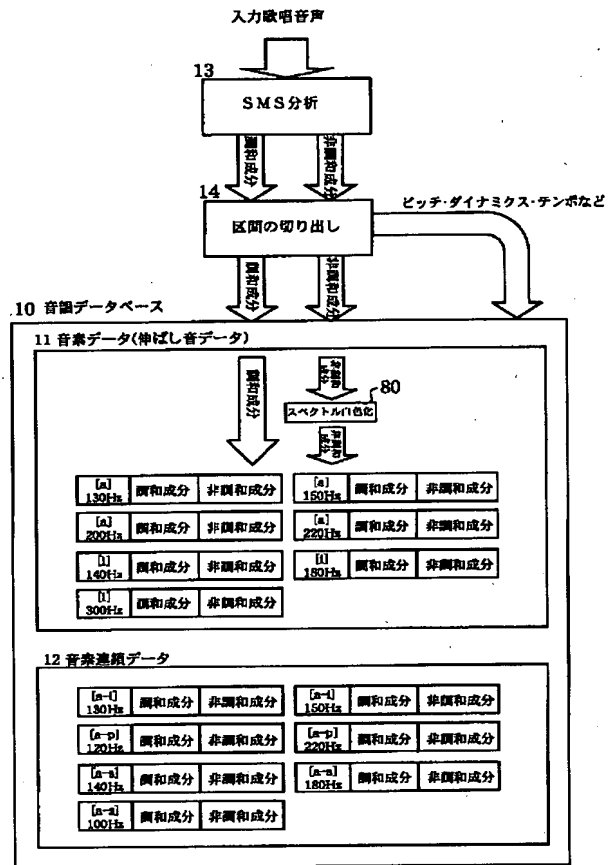 入力歌唱音声
13
SMS分析
調和成分
非調和成分
14
区間の切り出し
ピッチ・ダイナミクス・テンポなど
調和成分
非調和成分
10 音韻データベース
11 音素データ(伸ばし音データ)
調和成分
非調和成分
80
スペクトル白色化
非調和成分
[a] 130Hz 調和成分 非調和成分
[a] 150Hz 調和成分 非調和成分
[a] 200Hz 調和成分 非調和成分
[a] 220Hz 調和成分 非調和成分
[i] 140Hz 調和成分 非調和成分
[i] 180Hz 調和成分 非調和成分
[i] 300Hz 調和成分 非調和成分
12 音素連鎖データ
[a-i] 130Hz 調和成分 非調和成分
[a-i] 150Hz 調和成分 非調和成分
[a-p] 120Hz 調和成分 非調和成分
[a-p] 220Hz 調和成分 非調和成分
[a-s] 140Hz 調和成分 非調和成分
[a-a] 180Hz 調和成分 非調和成分
[a-a] 100Hz 調和成分 非調和成分